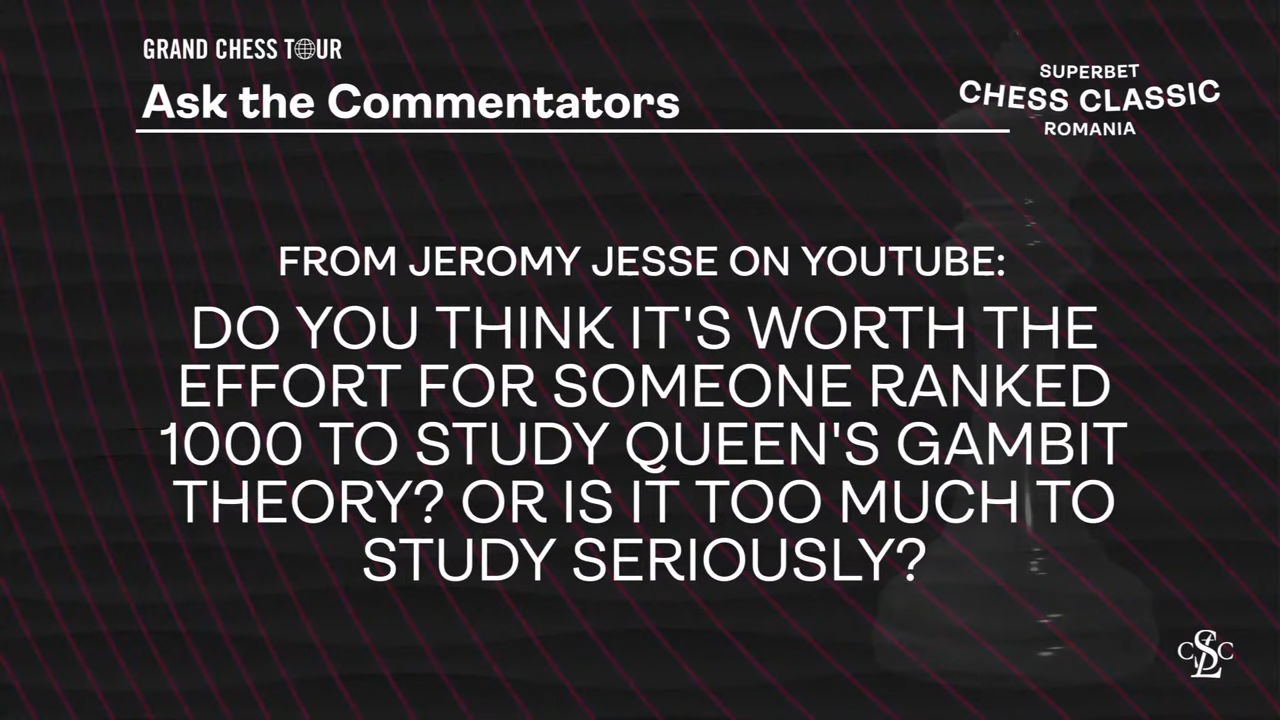 GRAND CHESS TOUR
Ask the Commentators
SUPERBET
CHESS CLASSIC
ROMANIA
FROM JEROMY JESSE ON YOUTUBE:
DO YOU THINK IT'S WORTH THE
EFFORT FOR SOMEONE RANKED
1000 TO STUDY QUEEN'S GAMBIT
THEORY? OR IS IT TOO MUCH TO
STUDY SERIOUSLY?
CSTLC